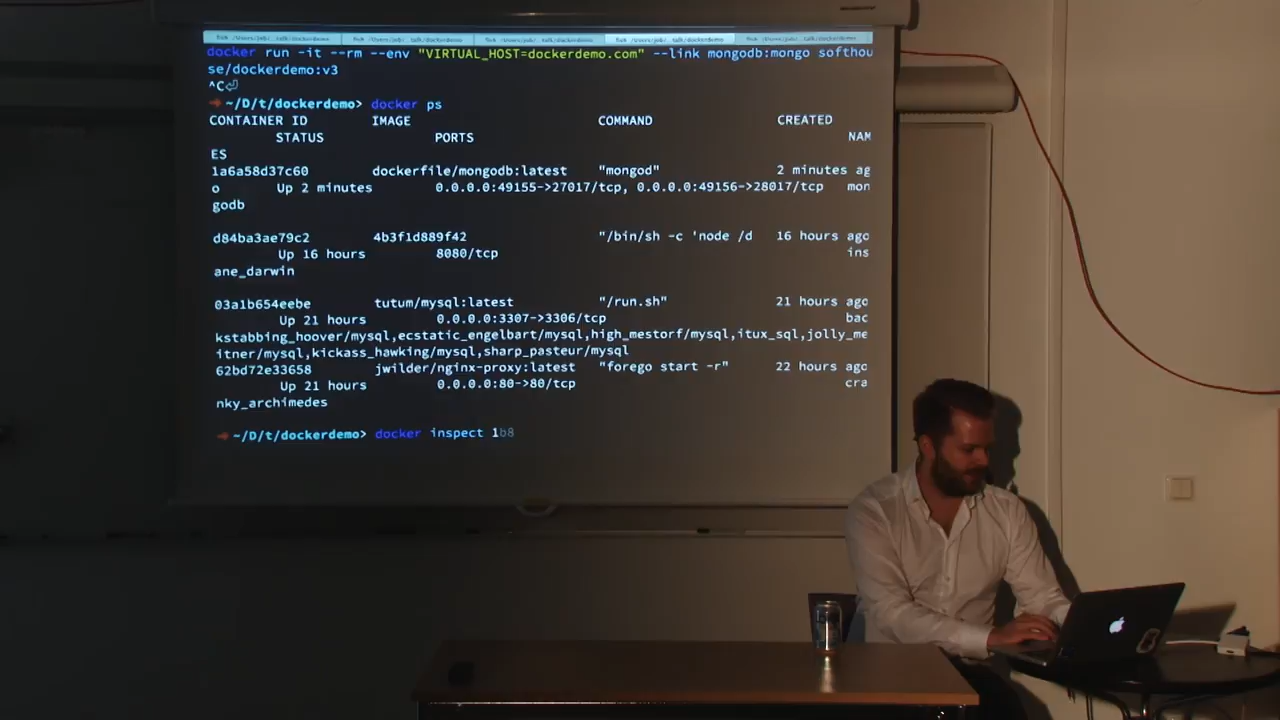 docker run -it --rm --env "VIRTUAL_HOST=dockerdemo.com" --link mongodb:mongo softhou
se/dockerdemo:v3
^C⏎
➜ ~/D/t/dockerdemo> docker ps
CONTAINER ID IMAGE COMMAND CREATED
STATUS PORTS NAM
ES
1a6a58d37c60 dockerfile/mongodb:latest "mongod" 2 minutes ag
o Up 2 minutes 0.0.0.0:49155->27017/tcp, 0.0.0.0:49156->28017/tcp mon
godb
d84ba3ae79c2 4b3f1d889f42 "/bin/sh -c 'node /d 16 hours ago
Up 16 hours 8080/tcp ins
ane_darwin
03a1b654eebe tutum/mysql:latest "/run.sh" 21 hours ago
Up 21 hours 0.0.0.0:3307->3306/tcp bac
kstabbing_hoover/mysql,ecstatic_engelbart/mysql,high_mestorf/mysql,itux_sql,jolly_me
itner/mysql,kickass_hawking/mysql,sharp_pasteur/mysql
62bd72e33658 jwilder/nginx-proxy:latest "forego start -r" 22 hours ago
Up 21 hours 0.0.0.0:80->80/tcp cra
nky_archimedes
➜ ~/D/t/dockerdemo> docker inspect 1b8